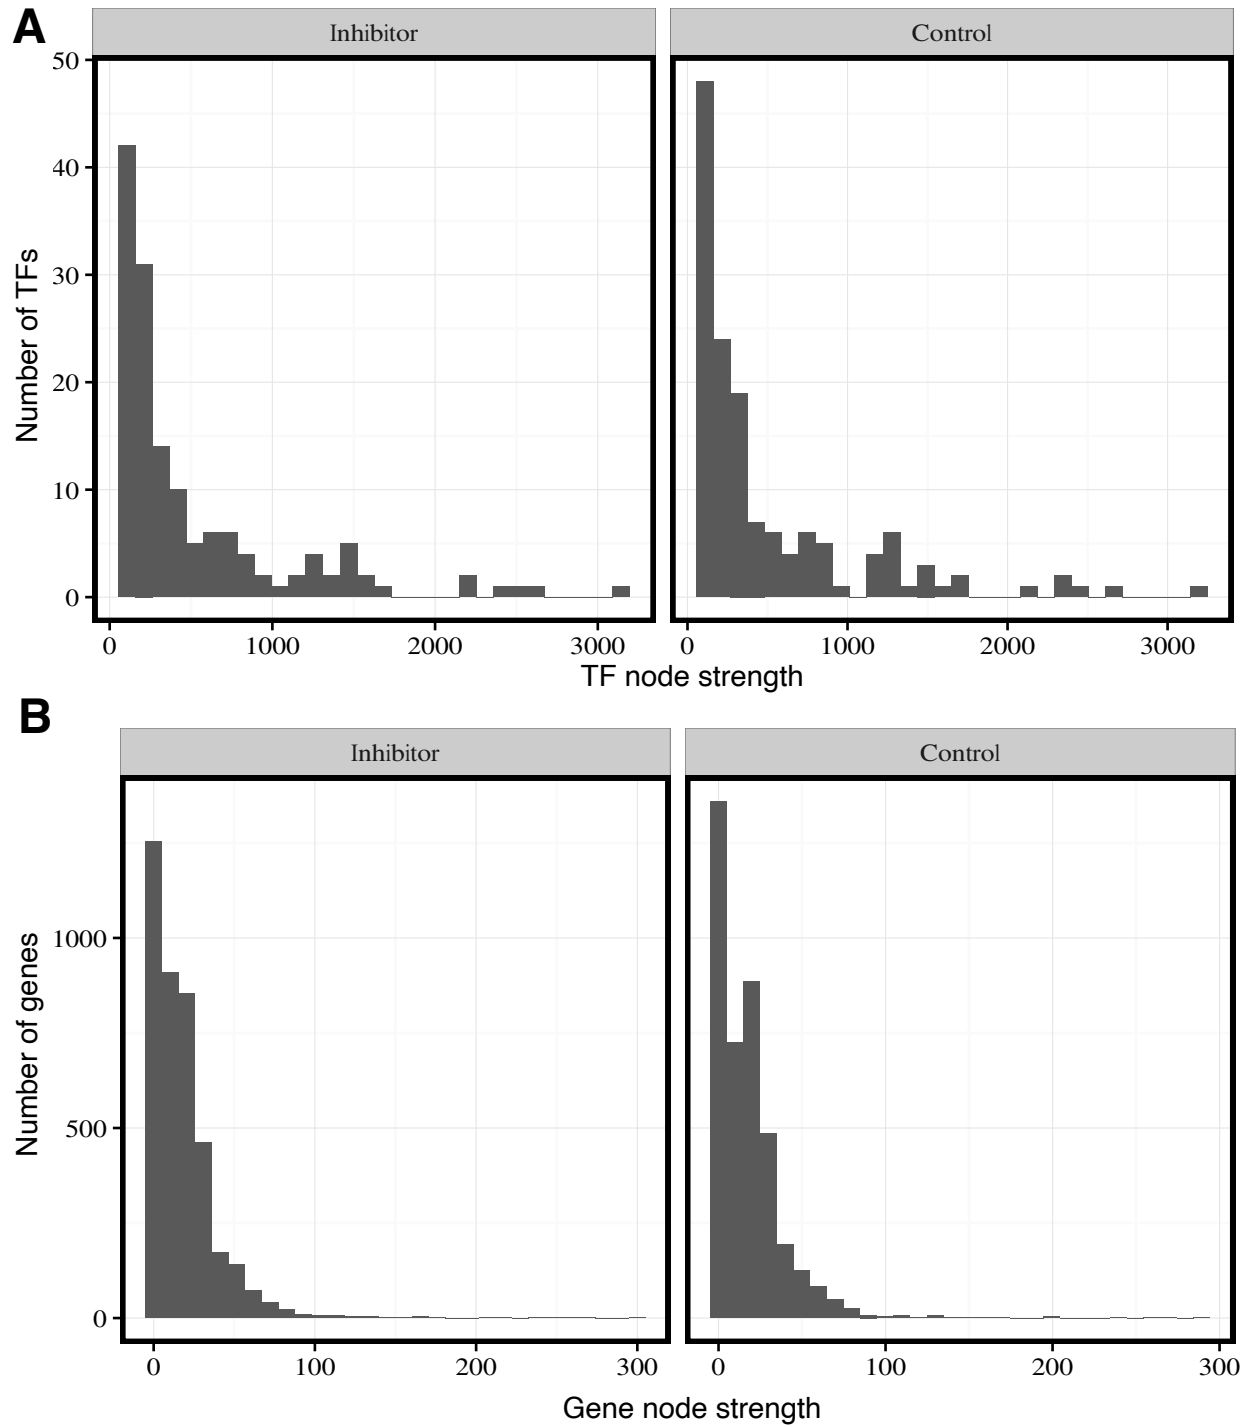 A
Inhibitor Control
50
40
30
20
10
0
Number of TFs
0 1000 2000 3000 0 1000 2000 3000
TF node strength
B
Inhibitor Control
1000
500
0
Number of genes
0 100 200 300 0 100 200 300
Gene node strength